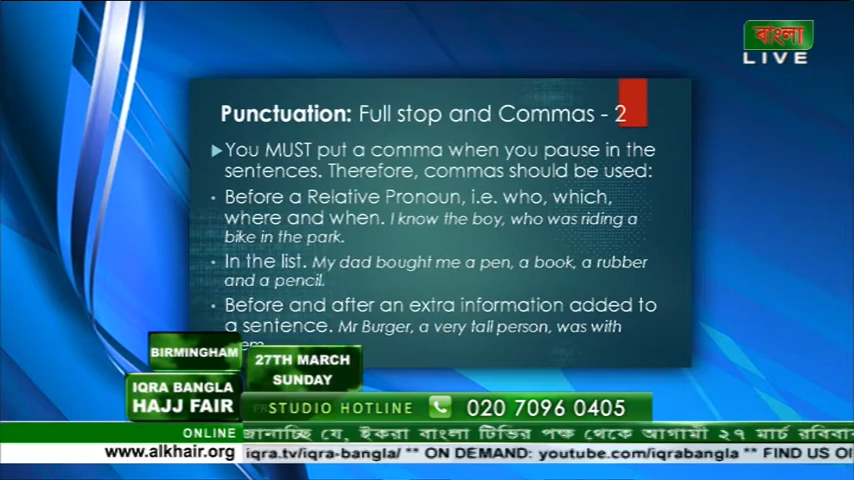 বাংলা
LIVE
Punctuation: Full stop and Commas - 2
You MUST put a comma when you pause in the
sentences. Therefore, commas should be used:
Before a Relative Pronoun, i.e. who, which,
where and when. I know the boy, who was riding a
bike in the park.
In the list. My dad bought me a pen, a book, a rubber
and a pencil.
Before and after an extra information added to
a sentence. Mr Burger, a very tall person, was with
BIRMINGHAM
27TH MARCH
SUNDAY
IQRA BANGLA
HAJJ FAIR
STUDIO HOTLINE 020 7096 0405
ONLINE জানাচ্ছি যে, ইকরা বাংলা টিভির পক্ষ থেকে আগামী ২৭ মার্চ রবিবার
www.alkhair.org iqra.tv/iqra-bangla/ ** ON DEMAND: youtube.com/iqrabangla ** FIND US